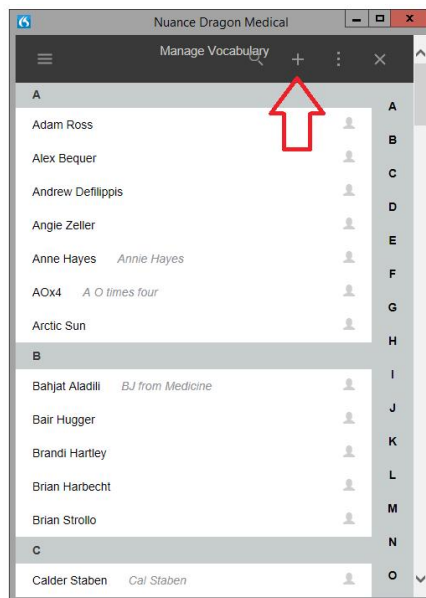 Nuance Dragon Medical
Manage Vocabulary
A
Adam Ross
Alex Bequer
Andrew Defilippis
Angie Zeller
Anne Hayes Annie Hayes
AOx4 A O times four
Arctic Sun
B
Bahjat Aladili BJ from Medicine
Bair Hugger
Brandi Hartley
Brian Harbecht
Brian Strollo
C
Calder Staben Cal Staben
A
B
C
D
E
F
G
H
I
J
K
L
M
N
O